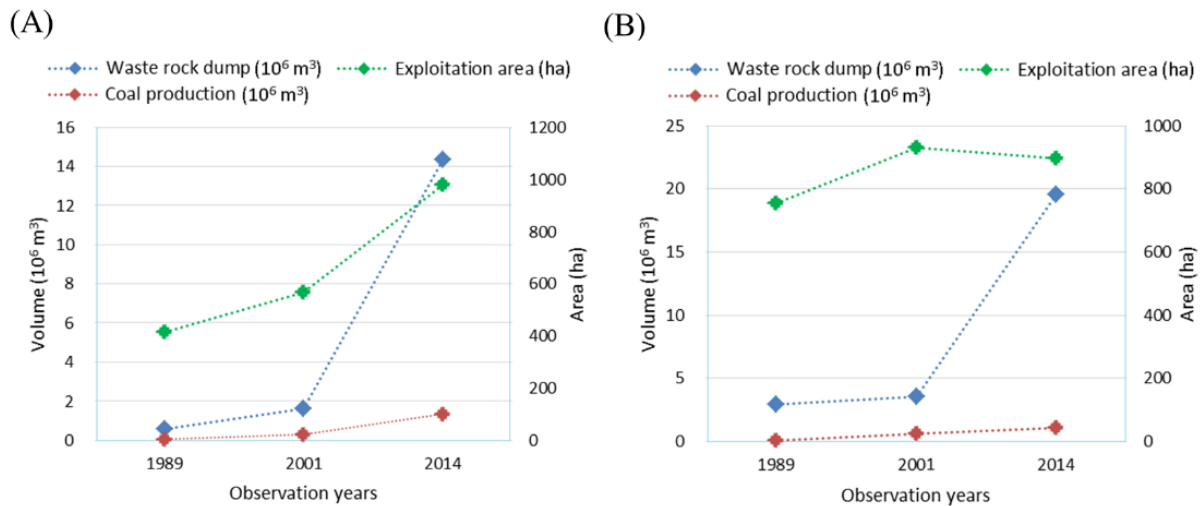 (A)
Waste rock dump (10⁶ m³) Exploitation area (ha)
Coal production (10⁶ m³)
16 1200
14
1000
12
800
10
8 600
6
400
4
200
2
0 0
Volume (10⁶ m³)
Area (ha)
1989 2001 2014
Observation years
(B)
Waste rock dump (10⁶ m³) Exploitation area (ha)
Coal production (10⁶ m³)
25 1000
20 800
15 600
10 400
5 200
0 0
Volume (10⁶ m³)
Area (ha)
1989 2001 2014
Observation years